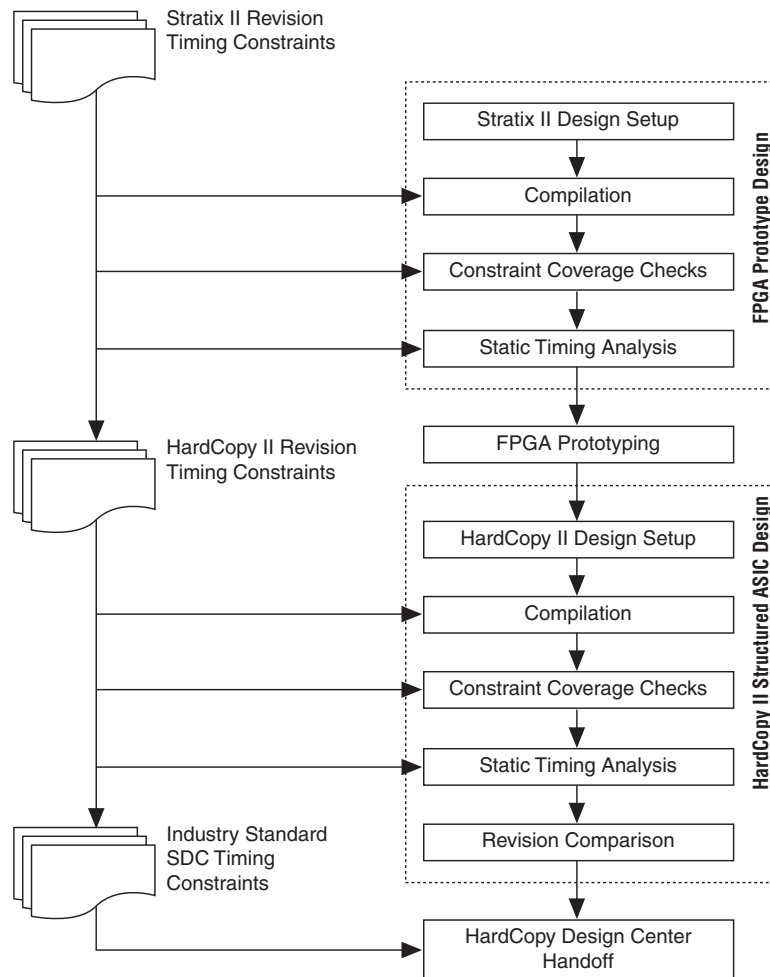 Stratix II Revision
Timing Constraints
Stratix II Design Setup
Compilation
Constraint Coverage Checks
Static Timing Analysis
FPGA Prototype Design
HardCopy II Revision
Timing Constraints
FPGA Prototyping
HardCopy II Design Setup
Compilation
Constraint Coverage Checks
Static Timing Analysis
Revision Comparison
HardCopy II Structured ASIC Design
Industry Standard
SDC Timing
Constraints
HardCopy Design Center
Handoff